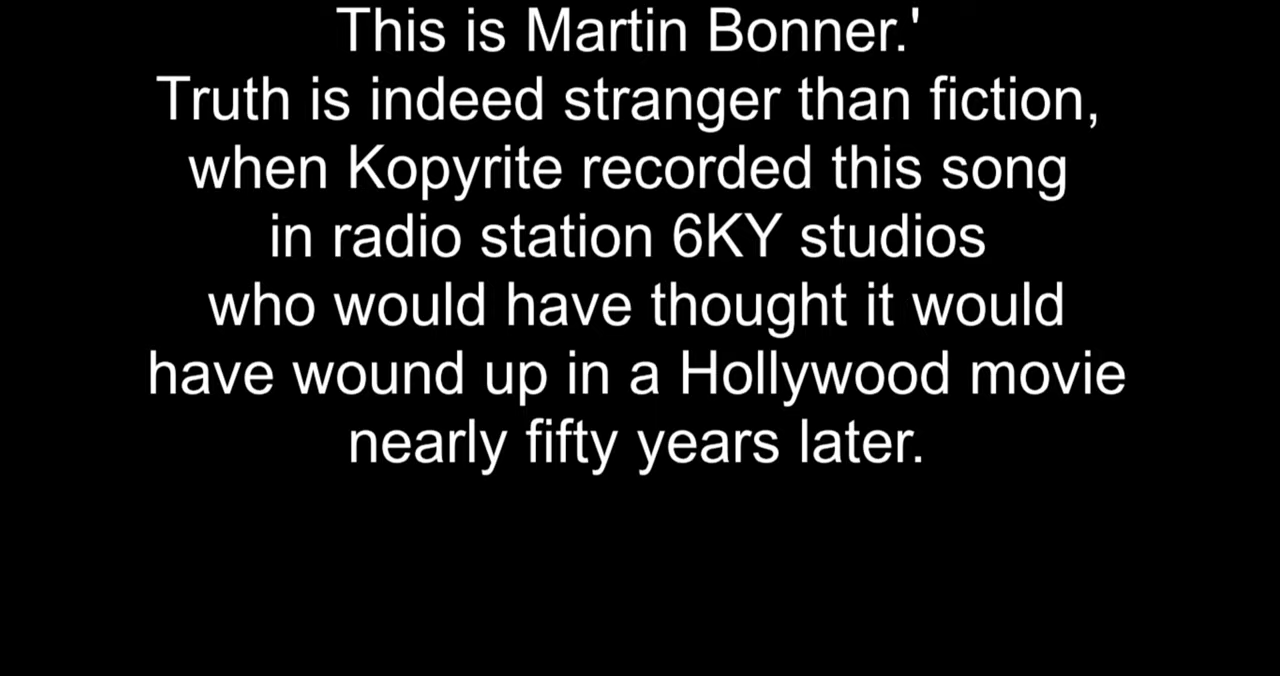 This is Martin Bonner.'
Truth is indeed stranger than fiction,
when Kopyrite recorded this song
in radio station 6KY studios
who would have thought it would
have wound up in a Hollywood movie
nearly fifty years later.